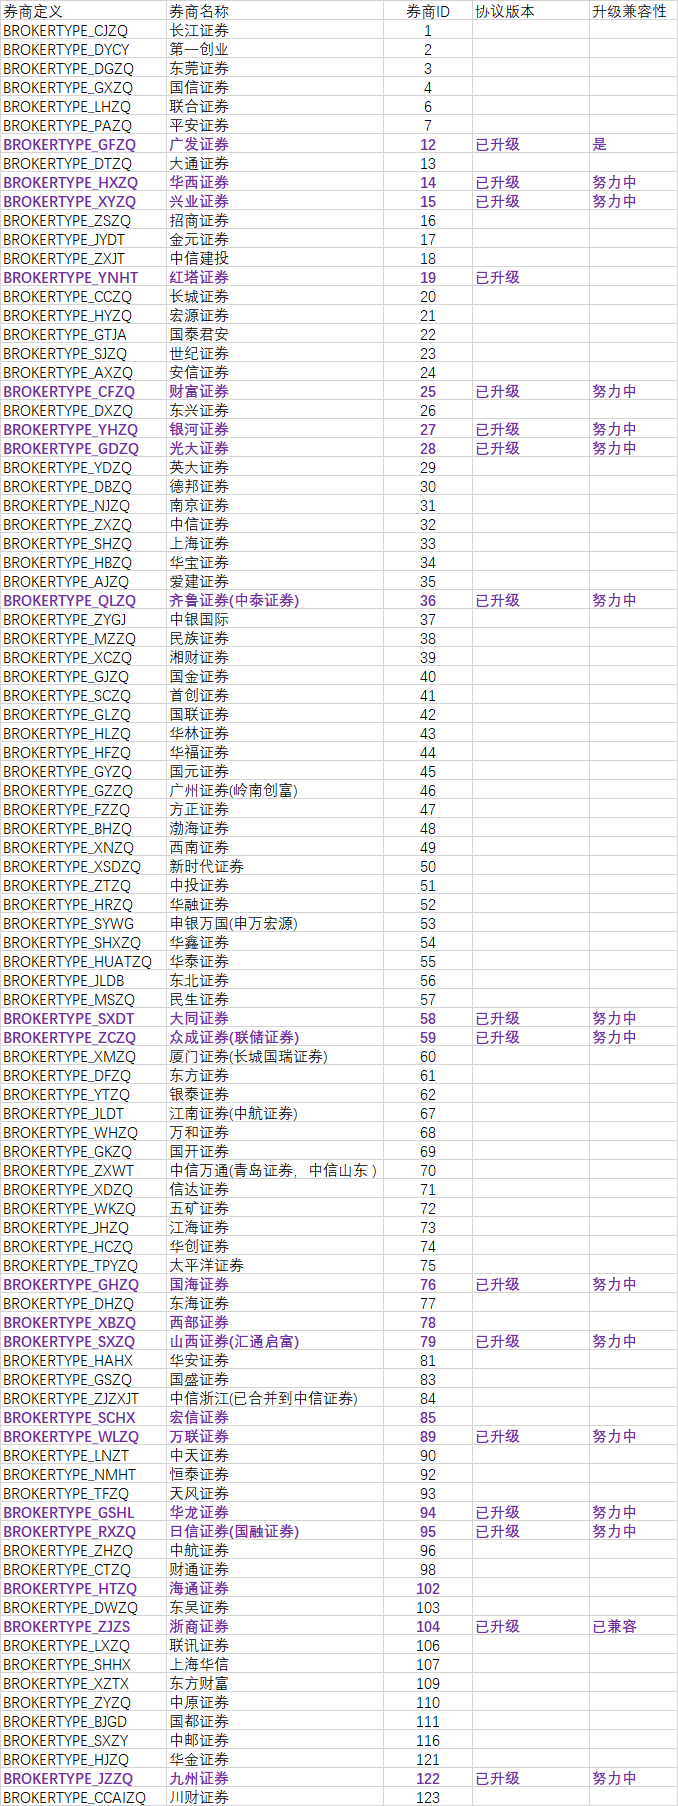 券商定义 券商名称 券商ID 协议版本 升级兼容性
BROKERTYPE_CJZQ 长江证券 1
BROKERTYPE_DYCY 第一创业 2
BROKERTYPE_DGZQ 东莞证券 3
BROKERTYPE_GXZQ 国信证券 4
BROKERTYPE_LHZQ 联合证券 6
BROKERTYPE_PAZQ 平安证券 7
BROKERTYPE_GFZQ 广发证券 12 已升级 是
BROKERTYPE_DTZQ 大通证券 13
BROKERTYPE_HXZQ 华西证券 14 已升级 努力中
BROKERTYPE_XYZQ 兴业证券 15 已升级 努力中
BROKERTYPE_ZSZQ 招商证券 16
BROKERTYPE_JYDT 金元证券 17
BROKERTYPE_ZXJT 中信建投 18
BROKERTYPE_YNHT 红塔证券 19 已升级
BROKERTYPE_CCZQ 长城证券 20
BROKERTYPE_HYZQ 宏源证券 21
BROKERTYPE_GTJA 国泰君安 22
BROKERTYPE_SJZQ 世纪证券 23
BROKERTYPE_AXZQ 安信证券 24
BROKERTYPE_CFZQ 财富证券 25 已升级 努力中
BROKERTYPE_DXZQ 东兴证券 26
BROKERTYPE_YHZQ 银河证券 27 已升级 努力中
BROKERTYPE_GDZQ 光大证券 28 已升级 努力中
BROKERTYPE_YDZQ 英大证券 29
BROKERTYPE_DBZQ 德邦证券 30
BROKERTYPE_NJZQ 南京证券 31
BROKERTYPE_ZXZQ 中信证券 32
BROKERTYPE_SHZQ 上海证券 33
BROKERTYPE_HBZQ 华宝证券 34
BROKERTYPE_AJZQ 爱建证券 35
BROKERTYPE_QLZQ 齐鲁证券(中泰证券) 36 已升级 努力中
BROKERTYPE_ZYGJ 中银国际 37
BROKERTYPE_MZZQ 民族证券 38
BROKERTYPE_XCZQ 湘财证券 39
BROKERTYPE_GJZQ 国金证券 40
BROKERTYPE_SCZQ 首创证券 41
BROKERTYPE_GLZQ 国联证券 42
BROKERTYPE_HLZQ 华林证券 43
BROKERTYPE_HFZQ 华福证券 44
BROKERTYPE_GYZQ 国元证券 45
BROKERTYPE_GZZQ 广州证券(岭南创富) 46
BROKERTYPE_FZZQ 方正证券 47
BROKERTYPE_BHZQ 渤海证券 48
BROKERTYPE_XNZQ 西南证券 49
BROKERTYPE_XSDZQ 新时代证券 50
BROKERTYPE_ZTZQ 中投证券 51
BROKERTYPE_HRZQ 华融证券 52
BROKERTYPE_SYWG 申银万国(申万宏源) 53
BROKERTYPE_SHXZQ 华鑫证券 54
BROKERTYPE_HUATZQ 华泰证券 55
BROKERTYPE_JLDB 东北证券 56
BROKERTYPE_MSZQ 民生证券 57
BROKERTYPE_SXDT 大同证券 58 已升级 努力中
BROKERTYPE_ZCZQ 众成证券(联储证券) 59 已升级 努力中
BROKERTYPE_XMZQ 厦门证券(长城国瑞证券) 60
BROKERTYPE_DFZQ 东方证券 61
BROKERTYPE_YTZQ 银泰证券 62
BROKERTYPE_JLDT 江南证券(中航证券) 67
BROKERTYPE_WHZQ 万和证券 68
BROKERTYPE_GKZQ 国开证券 69
BROKERTYPE_ZXWT 中信万通(青岛证券，中信山东 ) 70
BROKERTYPE_XDZQ 信达证券 71
BROKERTYPE_WKZQ 五矿证券 72
BROKERTYPE_JHZQ 江海证券 73
BROKERTYPE_HCZQ 华创证券 74
BROKERTYPE_TPYZQ 太平洋证券 75
BROKERTYPE_GHZQ 国海证券 76 已升级 努力中
BROKERTYPE_DHZQ 东海证券 77
BROKERTYPE_XBZQ 西部证券 78
BROKERTYPE_SXZQ 山西证券(汇通启富) 79 已升级 努力中
BROKERTYPE_HAHX 华安证券 81
BROKERTYPE_GSZQ 国盛证券 83
BROKERTYPE_ZJZXJT 中信浙江(已合并到中信证券) 84
BROKERTYPE_SCHX 宏信证券 85
BROKERTYPE_WLZQ 万联证券 89 已升级 努力中
BROKERTYPE_LNZT 中天证券 90
BROKERTYPE_NMHT 恒泰证券 92
BROKERTYPE_TFZQ 天风证券 93
BROKERTYPE_GSHL 华龙证券 94 已升级 努力中
BROKERTYPE_RXZQ 日信证券(国融证券) 95 已升级 努力中
BROKERTYPE_ZHZQ 中航证券 96
BROKERTYPE_CTZQ 财通证券 98
BROKERTYPE_HTZQ 海通证券 102
BROKERTYPE_DWZQ 东吴证券 103
BROKERTYPE_ZJZS 浙商证券 104 已升级 已兼容
BROKERTYPE_LXZQ 联讯证券 106
BROKERTYPE_SHHX 上海华信 107
BROKERTYPE_XZTX 东方财富 109
BROKERTYPE_ZYZQ 中原证券 110
BROKERTYPE_BJGD 国都证券 111
BROKERTYPE_SXZY 中邮证券 116
BROKERTYPE_HJZQ 华金证券 121
BROKERTYPE_JZZQ 九州证券 122 已升级 努力中
BROKERTYPE_CCAIZQ 川财证券 123